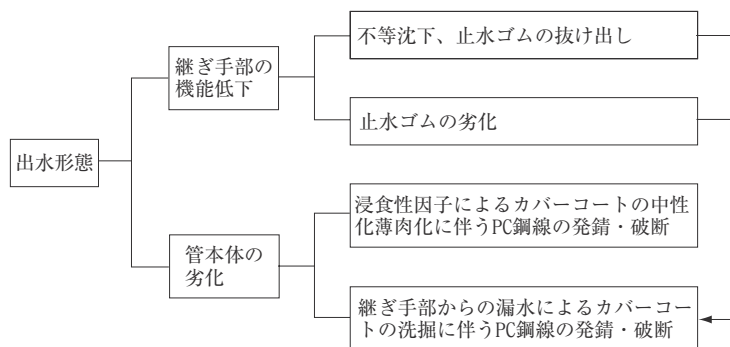 出水形態
継ぎ手部の
機能低下
不等沈下、止水ゴムの抜け出し
止水ゴムの劣化
管本体の
劣化
浸食性因子によるカバーコートの中性
化薄肉化に伴うPC鋼線の発錆・破断
継ぎ手部からの漏水によるカバーコー
トの洗掘に伴うPC鋼線の発錆・破断